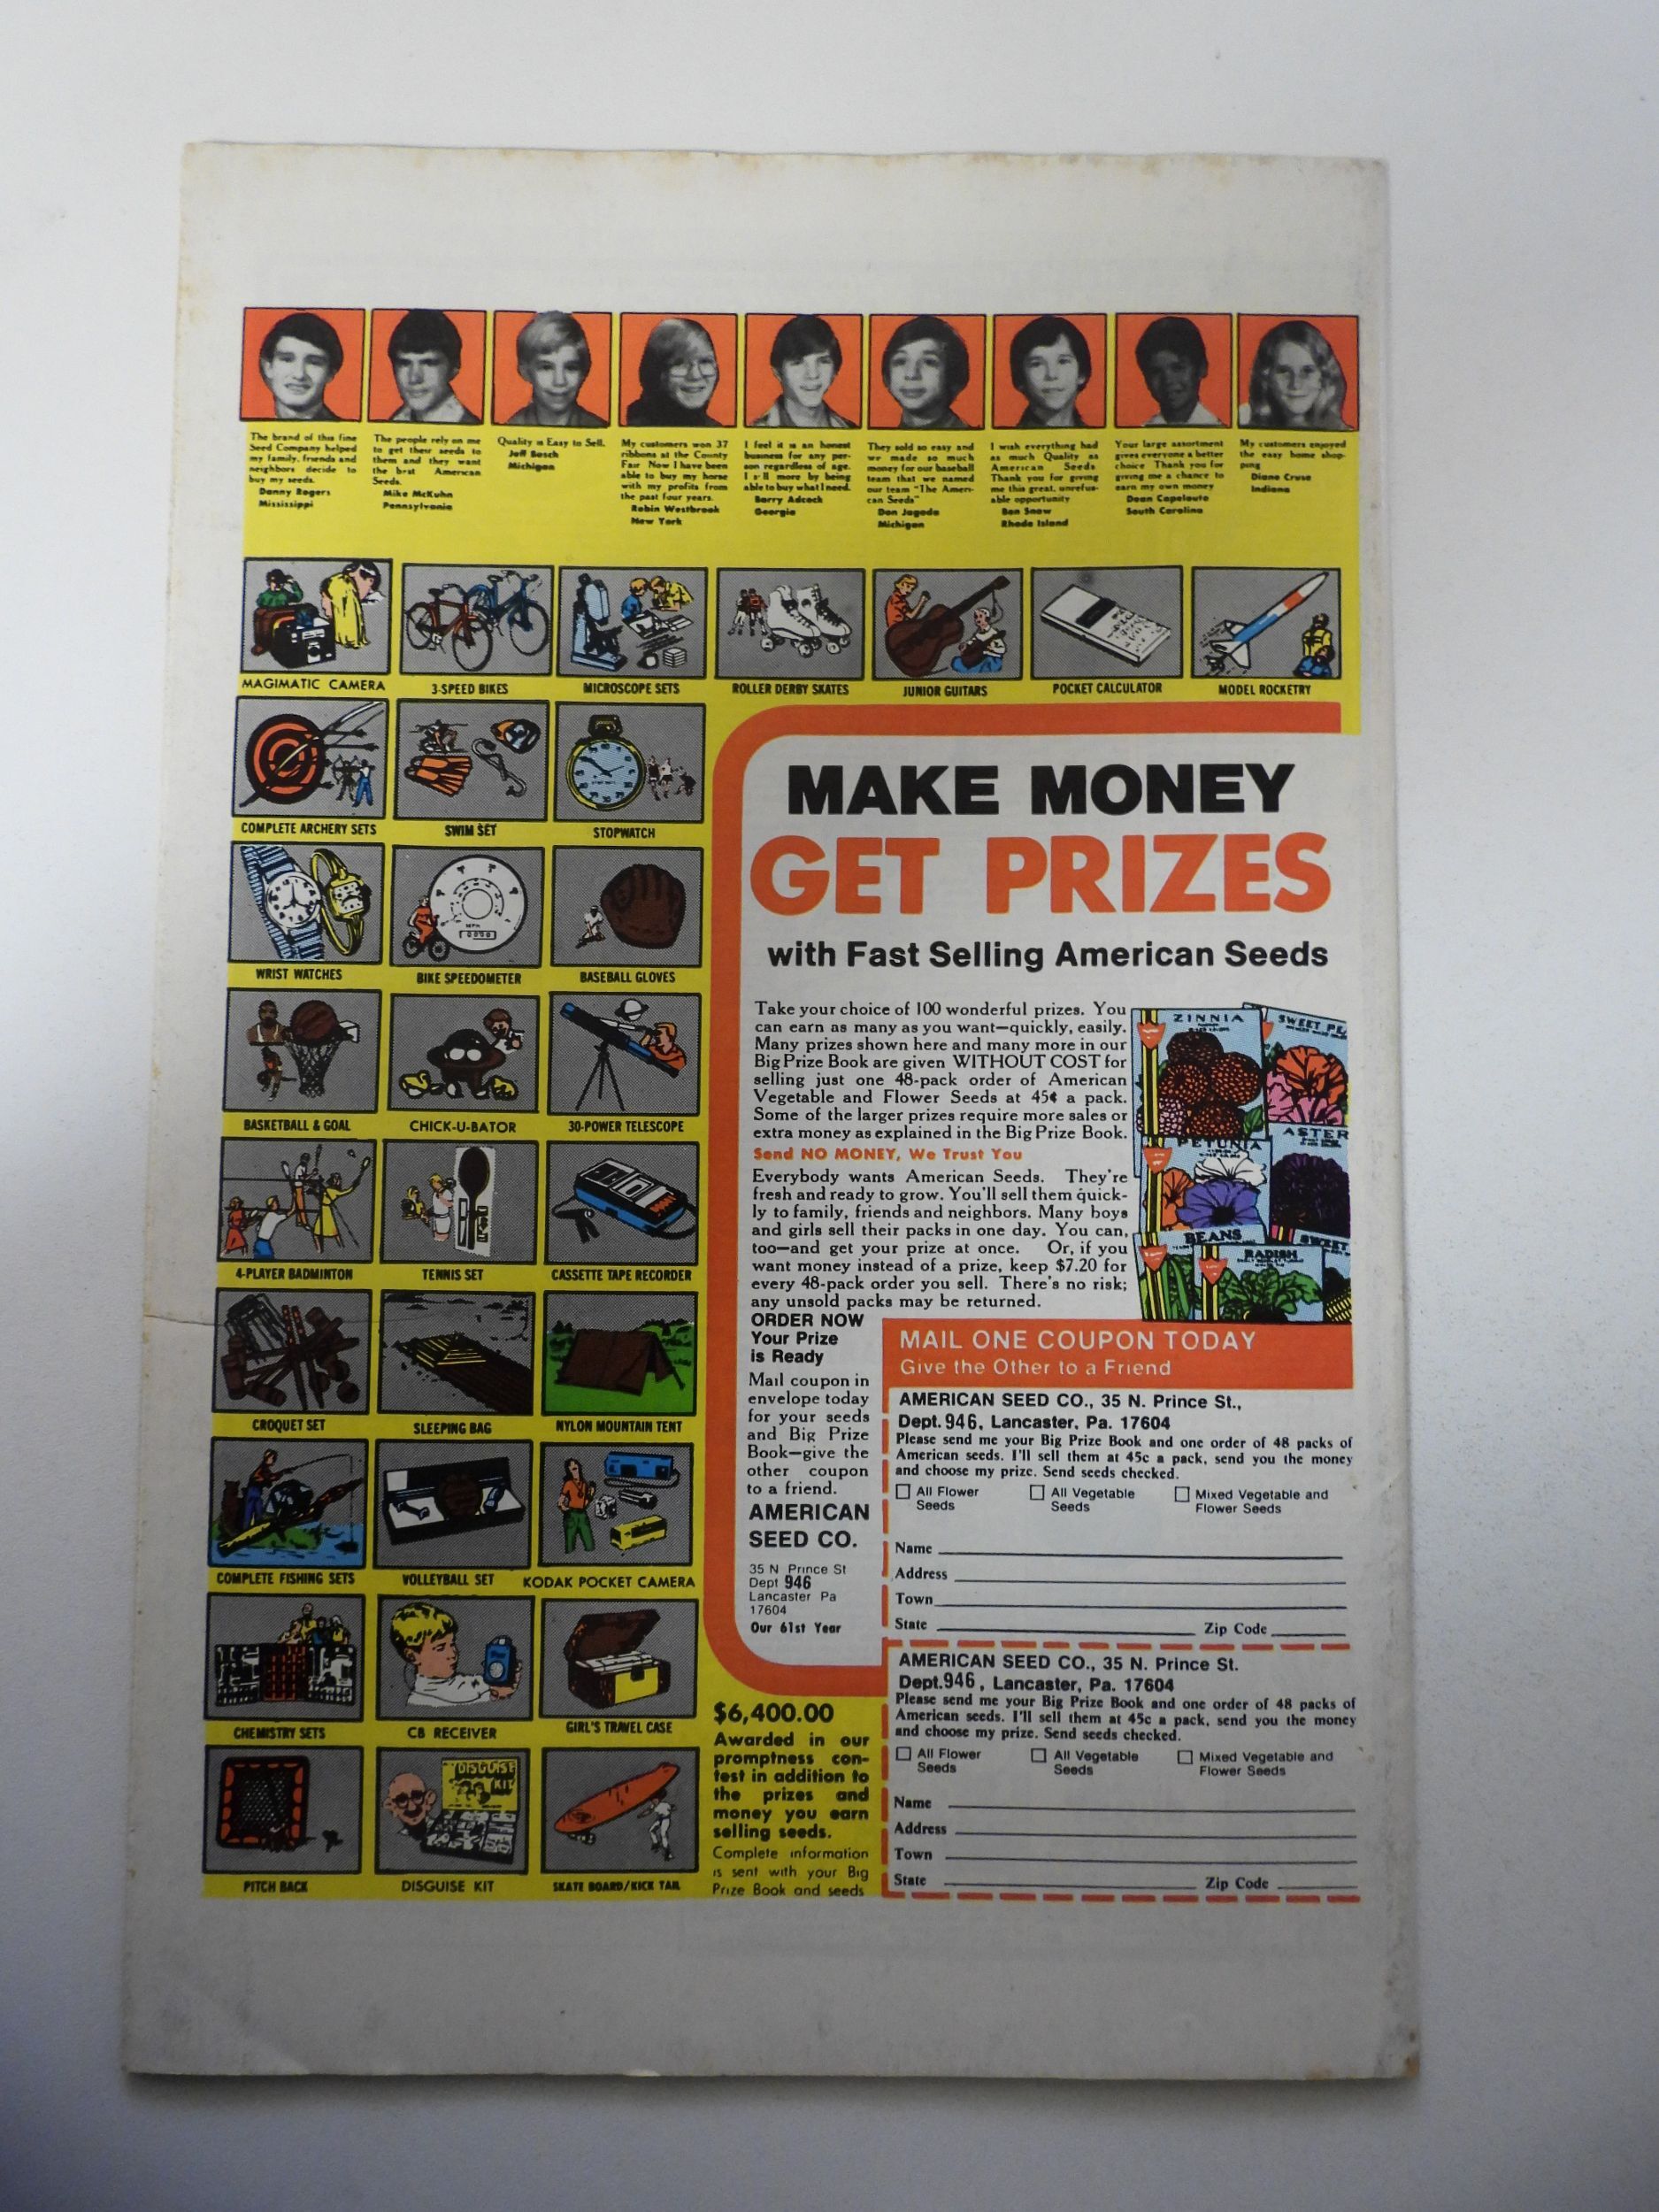 The brand of this fine
Seed Company helped
my family, friends and
neighbors decide to
buy my seeds.
Danny Rogers
Mississippi
The people rely on me
to get their seeds to
them and they want
the best American
Seeds.
Mike McKuhn
Pennsylvania
Quality is Easy to Sell.
Jeff Bosch
Michigan
My customers won 37
ribbons at the County
Fair Now I have been
able to buy my horse
with my profits from
the past four years.
Robin Westbrook
New York
I feel it is an honest
business for any per-
son regardless of age.
I'll more by being
able to buy what I need.
Barry Adcock
Georgia
They sold so easy and
we made so much
money for our baseball
team that we named
our team "The Ameri-
can Seeds"
Don Jagoda
Michigan
I wish everything had
as much Quality as
American Seeds
Thank you for giving
me this great, unrefus-
able opportunity
Ben Snow
Rhode Island
Your large assortment
gives everyone a better
choice Thank you for
giving me a chance to
earn my own money
Dean Capelouto
South Carolina
My customers enjoyed
the easy home shop-
ping
Diane Cruse
Indiana
MAGIMATIC CAMERA
3-SPEED BIKES
MICROSCOPE SETS
ROLLER DERBY SKATES
JUNIOR GUITARS
POCKET CALCULATOR
MODEL ROCKETRY
COMPLETE ARCHERY SETS
SWIM SET
STOPWATCH
WRIST WATCHES
MPH
BIKE SPEEDOMETER
BASEBALL GLOVES
BASKETBALL & GOAL
CHICK-U-BATOR
30-POWER TELESCOPE
4-PLAYER BADMINTON
TENNIS SET
CASSETTE TAPE RECORDER
CROQUET SET
SLEEPING BAG
NYLON MOUNTAIN TENT
COMPLETE FISHING SETS
VOLLEYBALL SET
KODAK POCKET CAMERA
CHEMISTRY SETS
CB RECEIVER
GIRL'S TRAVEL CASE
PITCH BACK
DISGUISE
KIT
DISGUISE KIT
SKATE BOARD/KICK TAIL
MAKE MONEY
GET PRIZES
with Fast Selling American Seeds
Take your choice of 100 wonderful prizes. You
can earn as many as you want—quickly, easily.
Many prizes shown here and many more in our
Big Prize Book are given WITHOUT COST for
selling just one 48-pack order of American
Vegetable and Flower Seeds at 45¢ a pack.
Some of the larger prizes require more sales or
extra money as explained in the Big Prize Book.
Send NO MONEY, We Trust You
Everybody wants American Seeds. They're
fresh and ready to grow. You'll sell them quick-
ly to family, friends and neighbors. Many boys
and girls sell their packs in one day. You can,
too—and get your prize at once. Or, if you
want money instead of a prize, keep $7.20 for
every 48-pack order you sell. There's no risk;
any unsold packs may be returned.
ZINNIA
SWEET PE
PETUNIA
ASTER
BEANS
RADISH
SWEET
ORDER NOW
Your Prize
is Ready
Mail coupon in
envelope today
for your seeds
and Big Prize
Book—give the
other coupon
to a friend.
AMERICAN
SEED CO.
35 N Prince St
Dept 946
Lancaster Pa
17604
Our 61st Year
$6,400.00
Awarded in our
promptness con-
test in addition to
the prizes and
money you earn
selling seeds.
Complete information
is sent with your Big
Prize Book and seeds
MAIL ONE COUPON TODAY
Give the Other to a Friend
AMERICAN SEED CO., 35 N. Prince St.,
Dept. 946, Lancaster, Pa. 17604
Please send me your Big Prize Book and one order of 48 packs of
American seeds. I'll sell them at 45c a pack, send you the money
and choose my prize. Send seeds checked.
All Flower
Seeds
All Vegetable
Seeds
Mixed Vegetable and
Flower Seeds
Name
Address
Town
State Zip Code
AMERICAN SEED CO., 35 N. Prince St.
Dept. 946, Lancaster, Pa. 17604
Please send me your Big Prize Book and one order of 48 packs of
American seeds. I'll sell them at 45c a pack, send you the money
and choose my prize. Send seeds checked.
All Flower
Seeds
All Vegetable
Seeds
Mixed Vegetable and
Flower Seeds
Name
Address
Town
State Zip Code